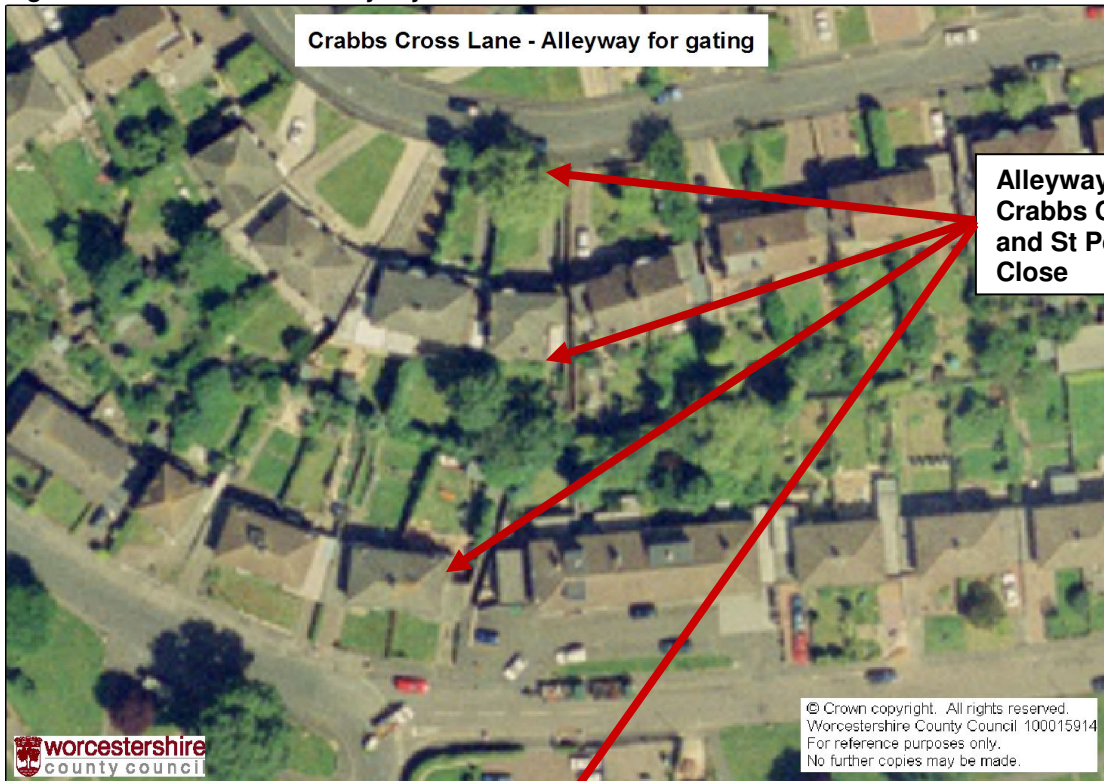 Crabbs Cross Lane - Alleyway for gating
Alleyway
Crabbs
and St
Close
© Crown copyright. All rights reserved.
Worcestershire County Council 100015914
For reference purposes only.
No further copies may be made.
worcestershire
county council